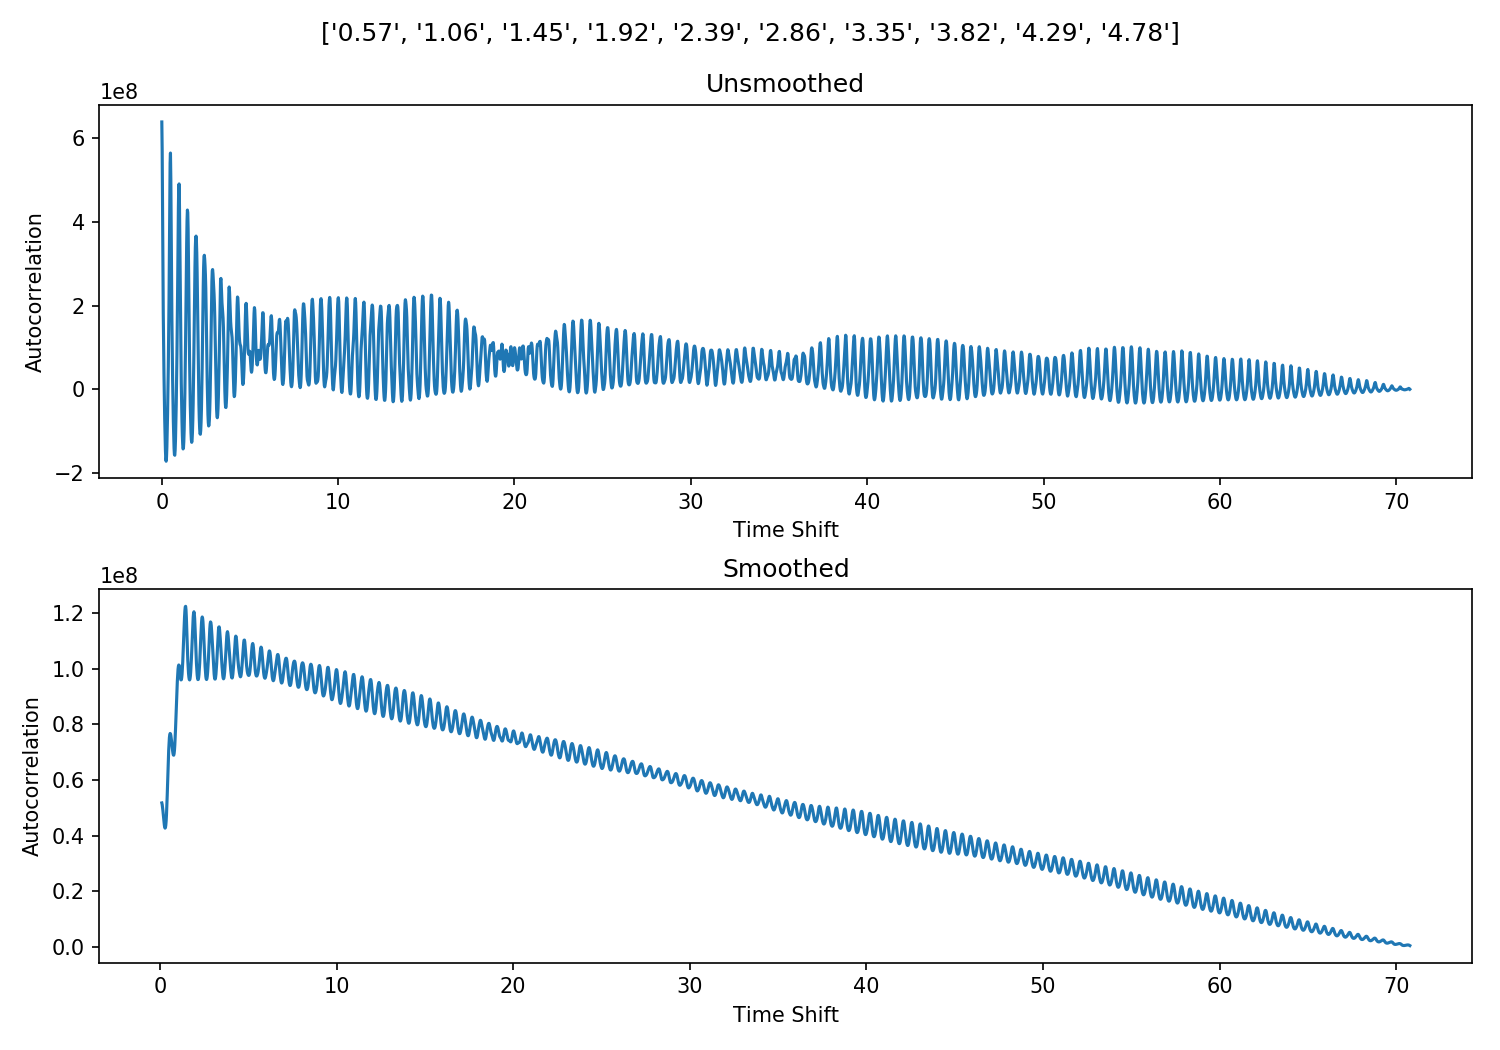 ['0.57', '1.06', '1.45', '1.92', '2.39', '2.86', '3.35', '3.82', '4.29', '4.78']
Unsmoothed
1e8
6
4
2
0
−2
Autocorrelation
0 10 20 30 40 50 60 70
Time Shift
Smoothed
1e8
1.2
1.0
0.8
0.6
0.4
0.2
0.0
Autocorrelation
0 10 20 30 40 50 60 70
Time Shift